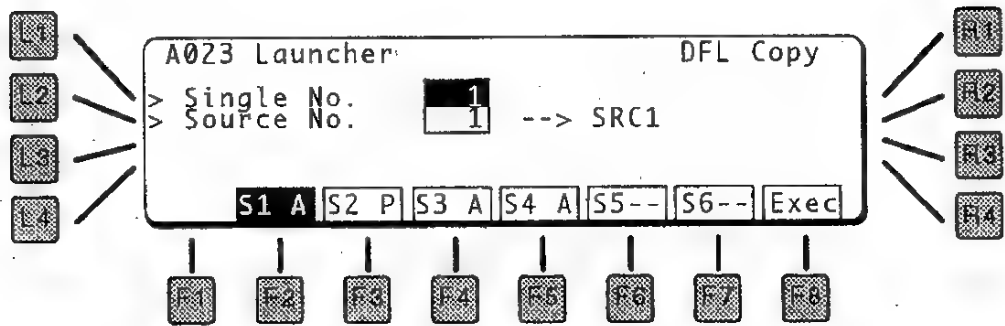 L1
L2
L3
L4
A023 Launcher DFL Copy
> Single No. 1
> Source No. 1 --> SRC1
S1 A S2 P S3 A S4 A S5-- S6-- Exec
R1
R2
R3
R4
F1 F2 F3 F4 F5 F6 F7 F8